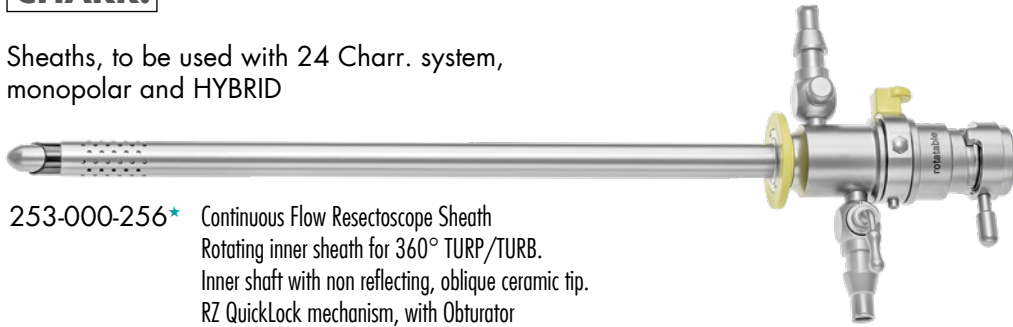 Sheaths, to be used with 24 Charr. system,
monopolar and HYBRID
rotatable
253-000-256★ Continuous Flow Resectoscope Sheath
Rotating inner sheath for 360° TURP/TURB.
Inner shaft with non reflecting, oblique ceramic tip.
RZ QuickLock mechanism, with Obturator